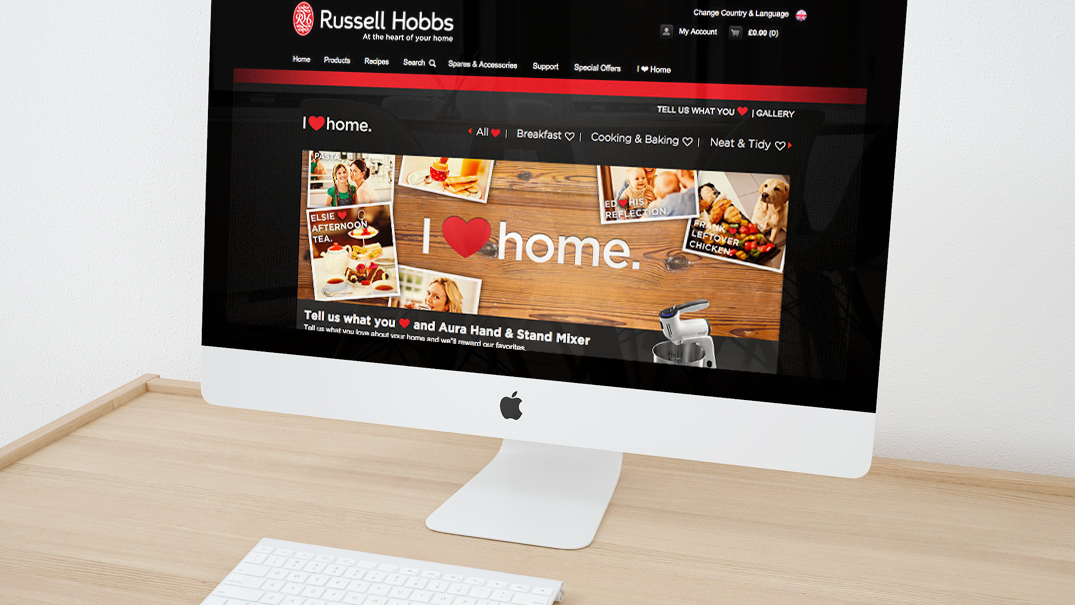 Russell Hobbs
At the heart of your home
Change Country & Language
My Account £0.00 (0)
Home Products Recipes Search Spares & Accessories Support Special Offers I ❤ Home
TELL US WHAT YOU ❤ | GALLERY
I❤home.
All ❤ | Breakfast ♡ | Cooking & Baking ♡ | Neat & Tidy ♡
PASTA
ELSIE ❤
AFTERNOON
TEA.
I ❤ home.
ED ❤ HIS
REFLECTION
FRANK ❤
LEFTOVER
CHICKEN.
Tell us what you ❤ and Aura Hand & Stand Mixer
Tell us what you love about your home and we'll reward our favorites.